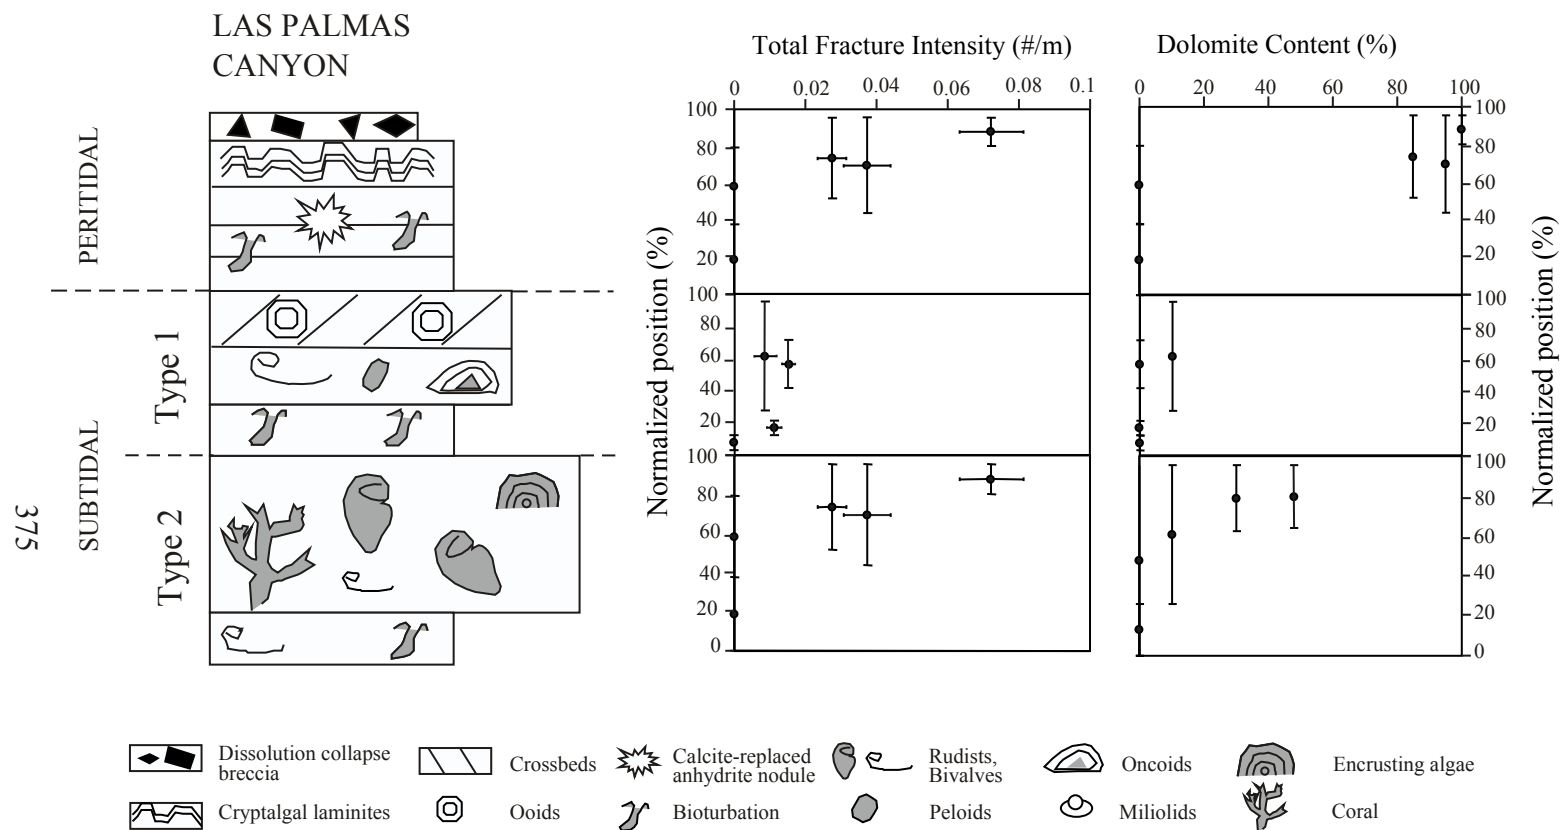 LAS PALMAS
CANYON
PERITIDAL
SUBTIDAL
Type 1
Type 2
375
Total Fracture Intensity (#/m)
0 0.02 0.04 0.06 0.08 0.1
Normalized position (%)
100
80
60
40
20
100
80
60
40
20
100
80
60
40
20
0
Dolomite Content (%)
0 20 40 60 80 100
100
80
60
40
20
100
80
60
40
20
100
80
60
40
20
0
Normalized position (%)
Dissolution collapse
breccia
Crossbeds
Calcite-replaced
anhydrite nodule
Rudists,
Bivalves
Oncoids
Encrusting algae
Cryptalgal laminites
Ooids
Bioturbation
Peloids
Miliolids
Coral